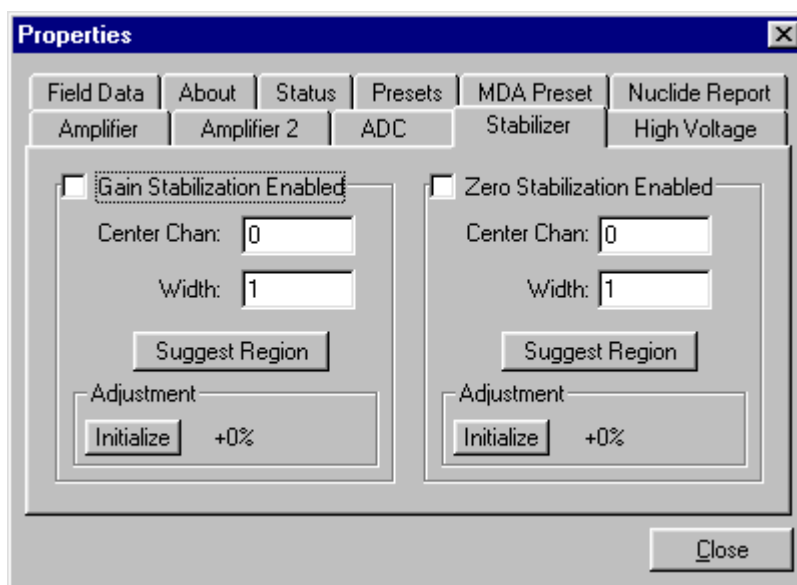 Properties
Field Data About Status Presets MDA Preset Nuclide Report
Amplifier Amplifier 2 ADC Stabilizer High Voltage
Gain Stabilization Enabled
Center Chan: 0
Width: 1
Suggest Region
Adjustment
Initialize +0%
Zero Stabilization Enabled
Center Chan: 0
Width: 1
Suggest Region
Adjustment
Initialize +0%
Close